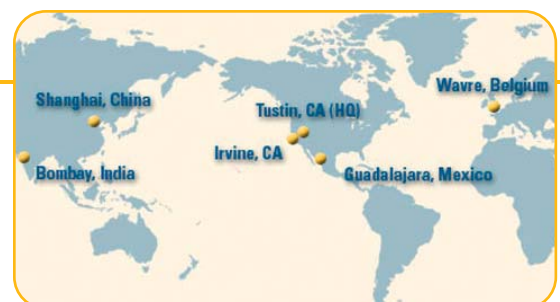 Wavre, Belgium
Shanghai, China
Tustin, CA (HQ)
Irvine, CA
Bombay, India
Guadalajara, Mexico